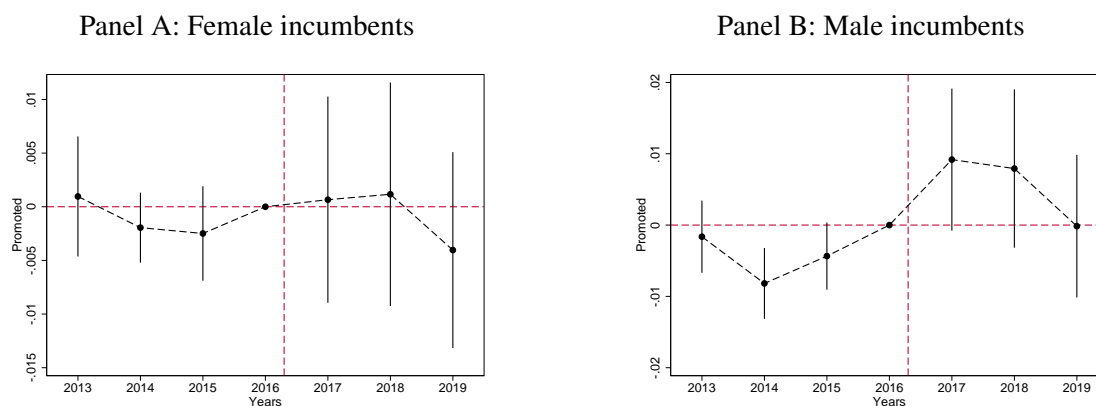 Panel A: Female incumbents
Promoted
.01
.005
0
-.005
-.01
-.015
2013 2014 2015 2016 2017 2018 2019
Years
Panel B: Male incumbents
Promoted
.02
.01
0
-.01
-.02
2013 2014 2015 2016 2017 2018 2019
Years